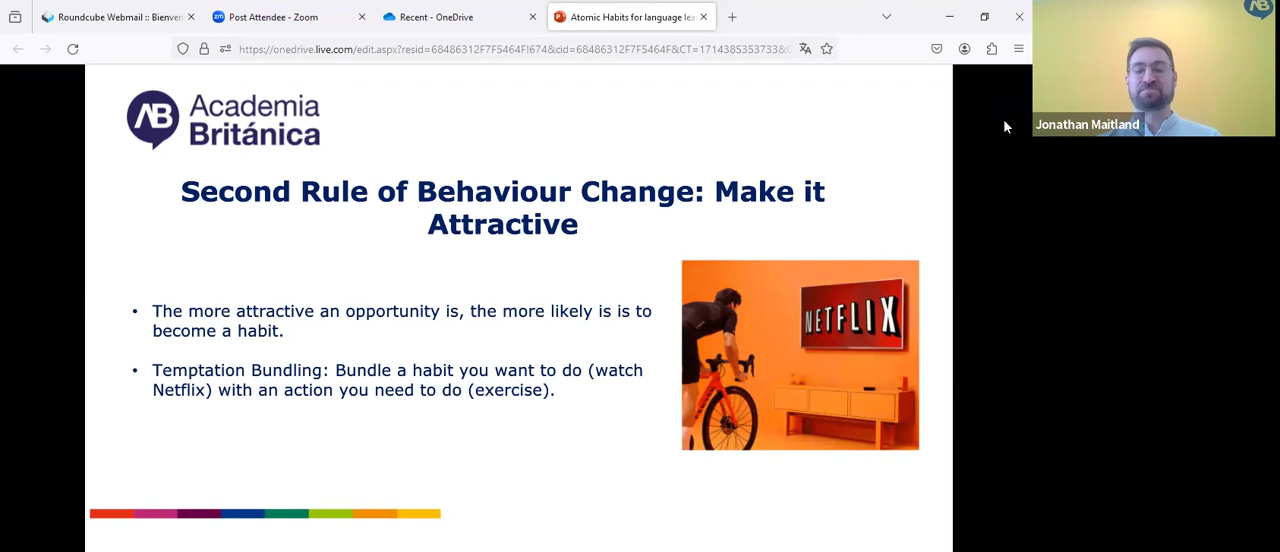 Roundcube Webmail :: Bienven
Post Attendee - Zoom
Recent - OneDrive
Atomic Habits for language lea
https://onedrive.live.com/edit.aspx?resid=68486312F7F5464F!674&cid=68486312F7F5464F&CT=1714385353733&
AB
Jonathan Maitland
AB Academia
Británica
Second Rule of Behaviour Change: Make it
Attractive
• The more attractive an opportunity is, the more likely is is to
become a habit.
• Temptation Bundling: Bundle a habit you want to do (watch
Netflix) with an action you need to do (exercise).
NETFLIX